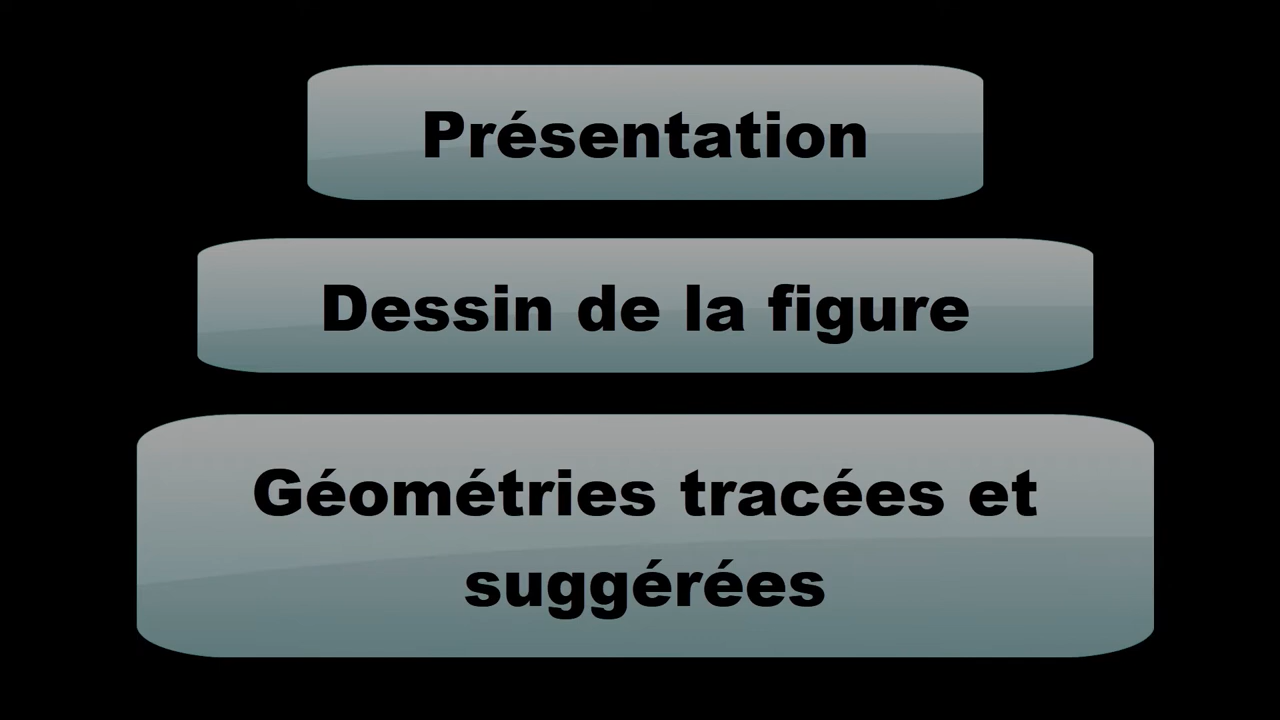 Présentation
Dessin de la figure
Géométries tracées et
suggérées